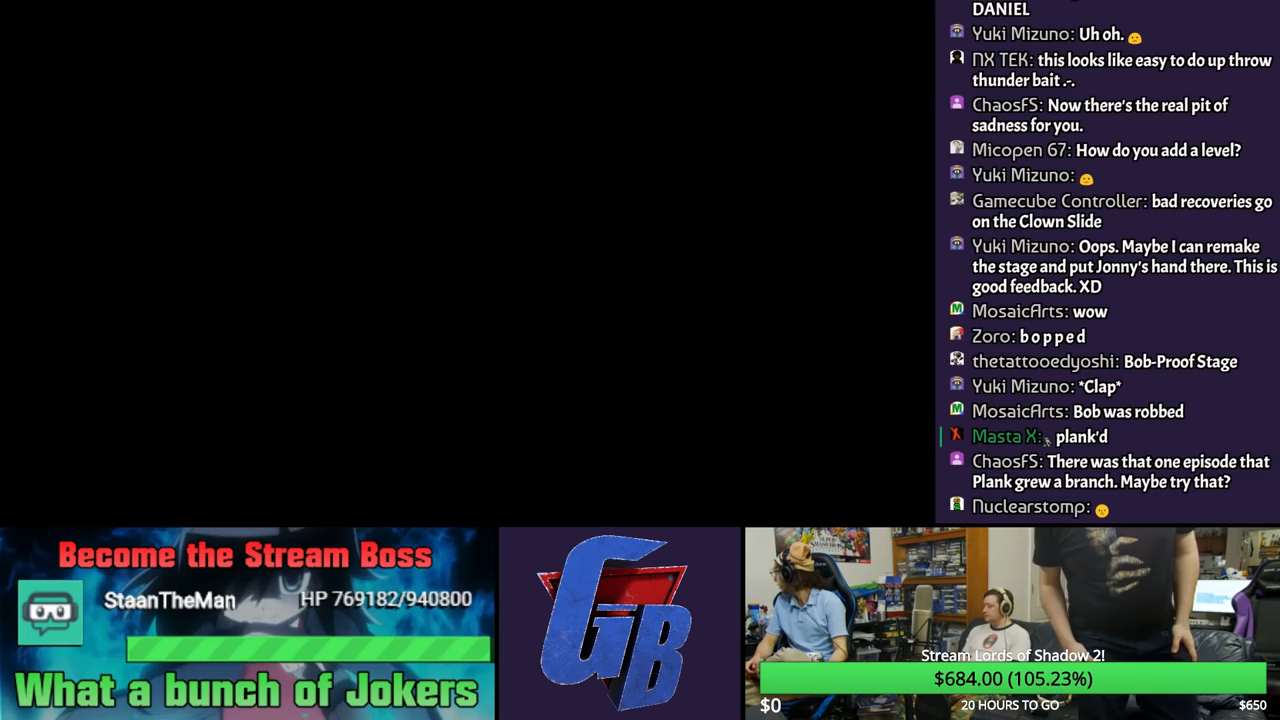 DANIEL
Yuki Mizuno: Uh oh.
NX TEK: this looks like easy to do up throw
thunder bait .-.
ChaosFS: Now there's the real pit of
sadness for you.
Micopen 67: How do you add a level?
Yuki Mizuno:
Gamecube Controller: bad recoveries go
on the Clown Slide
Yuki Mizuno: Oops. Maybe I can remake
the stage and put Jonny's hand there. This is
good feedback. XD
MosaicArts: wow
Zoro: b o p p e d
thetattooedyoshi: Bob-Proof Stage
Yuki Mizuno: *Clap*
MosaicArts: Bob was robbed
Masta X: plank'd
ChaosFS: There was that one episode that
Plank grew a branch. Maybe try that?
Nuclearstomp:
Become the Stream Boss
StaanTheMan HP 769182/940800
What a bunch of Jokers
GB
Stream Lords of Shadow 2!
$684.00 (105.23%)
$0 20 HOURS TO GO $650